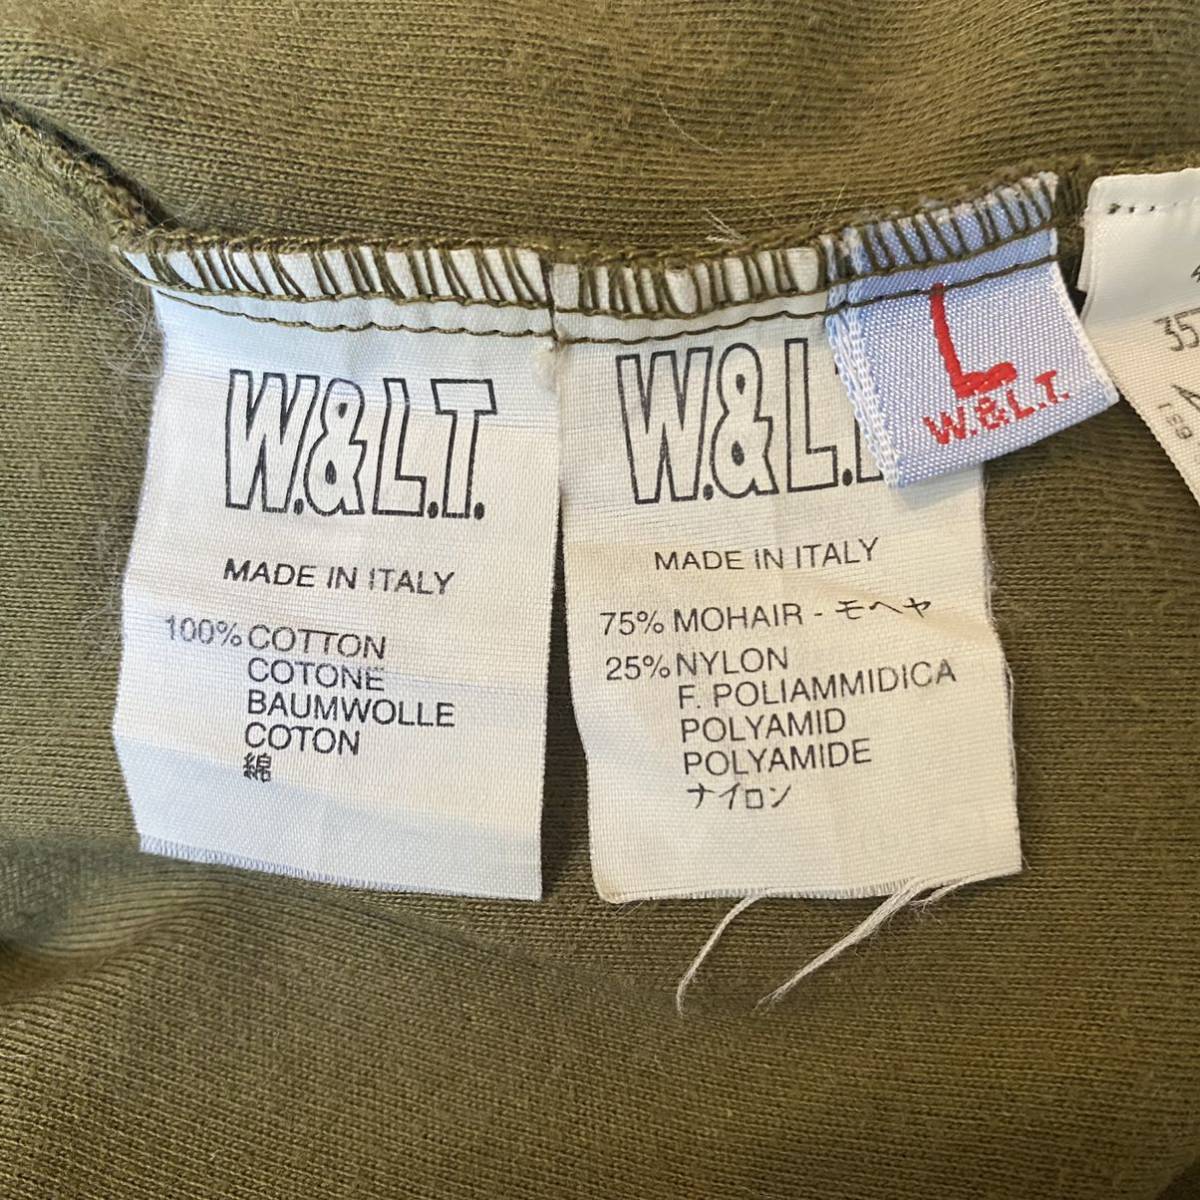 W.&L.T.
MADE IN ITALY
100% COTTON
COTONE
BAUMWOLLE
COTON
綿
W.&L.T
MADE IN ITALY
75% MOHAIR - モヘヤ
25% NYLON
F. POLIAMMIDICA
POLYAMID
POLYAMIDE
ナイロン
L
W.&L.T.
35